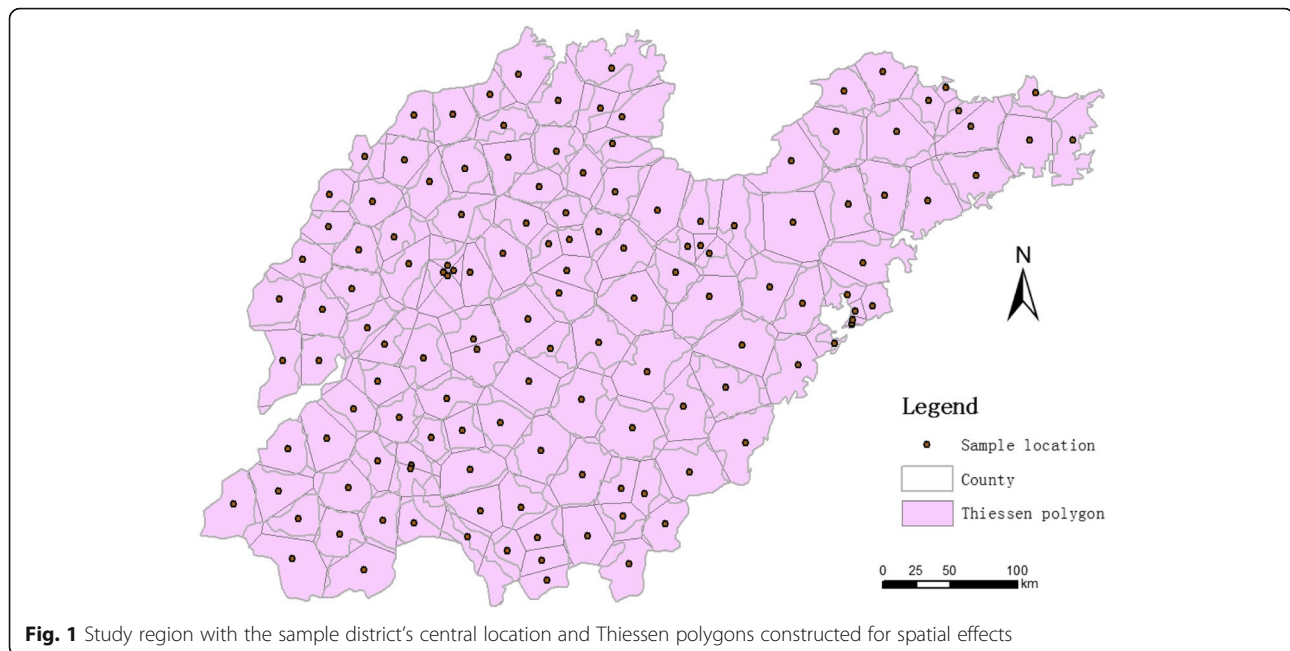 N
Legend
Sample location
County
Thiessen polygon
0 25 50 100
km
Fig. 1 Study region with the sample district's central location and Thiessen polygons constructed for spatial effects